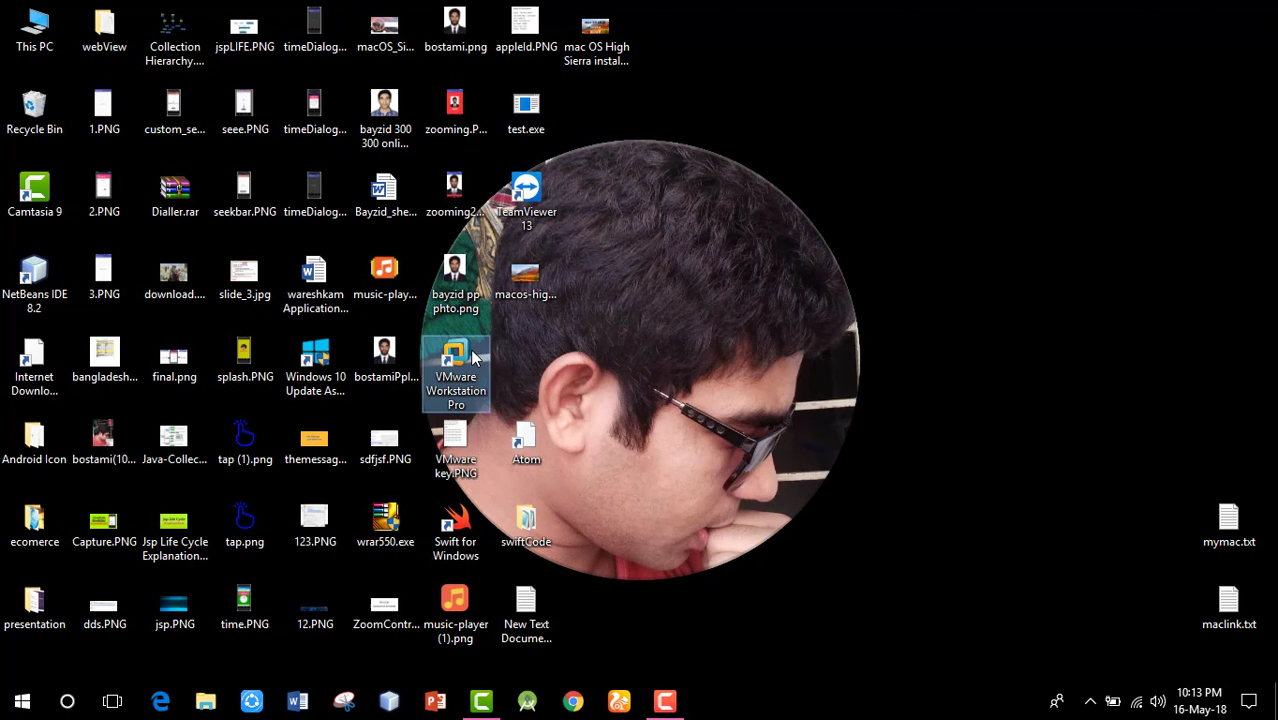 This PC
webView
Collection
Hierarchy....
jspLIFE.PNG
timeDialog...
macOS_Si...
bostami.png
appleId.PNG
mac OS High
Sierra instal...
Recycle Bin
1.PNG
custom_se...
seee.PNG
timeDialog...
bayzid 300
300 onli...
zooming.P...
test.exe
Camtasia 9
2.PNG
Dialler.rar
seekbar.PNG
timeDialog...
Bayzid_she...
zooming2...
TeamViewer
13
NetBeans IDE
8.2
3.PNG
download....
slide_3.jpg
wareshkam
Application...
music-play...
bayzid pp
phto.png
macos-hig...
Internet
Downlo...
bangladesh...
final.png
splash.PNG
Windows 10
Update As...
bostamiPpl...
VMware
Workstation
Pro
Android Icon
bostami(10...
Java-Collec...
tap (1).png
themessag...
sdfjsf.PNG
VMware
key.PNG
Atom
ecomerce
Capture.PNG
Jsp Life Cycle
Explanation...
tap.png
123.PNG
wrar550.exe
Swift for
Windows
swiftCode
mymac.txt
presentation
dds.PNG
jsp.PNG
time.PNG
12.PNG
ZoomContr...
music-player
(1).png
New Text
Docume...
maclink.txt
10:13 PM
16-May-18